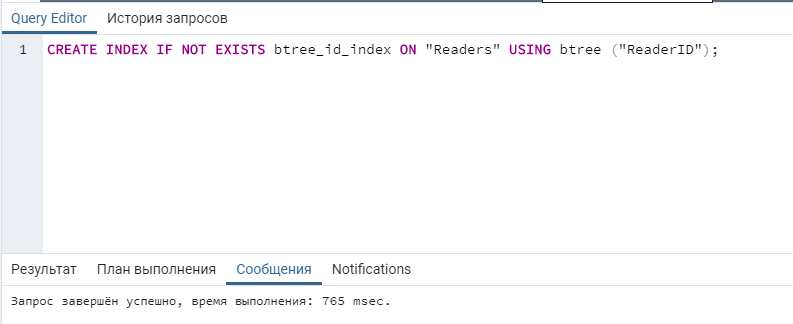 Query Editor История запросов
1 CREATE INDEX IF NOT EXISTS btree_id_index ON "Readers" USING btree ("ReaderID");
Результат План выполнения Сообщения Notifications
Запрос завершён успешно, время выполнения: 765 msec.